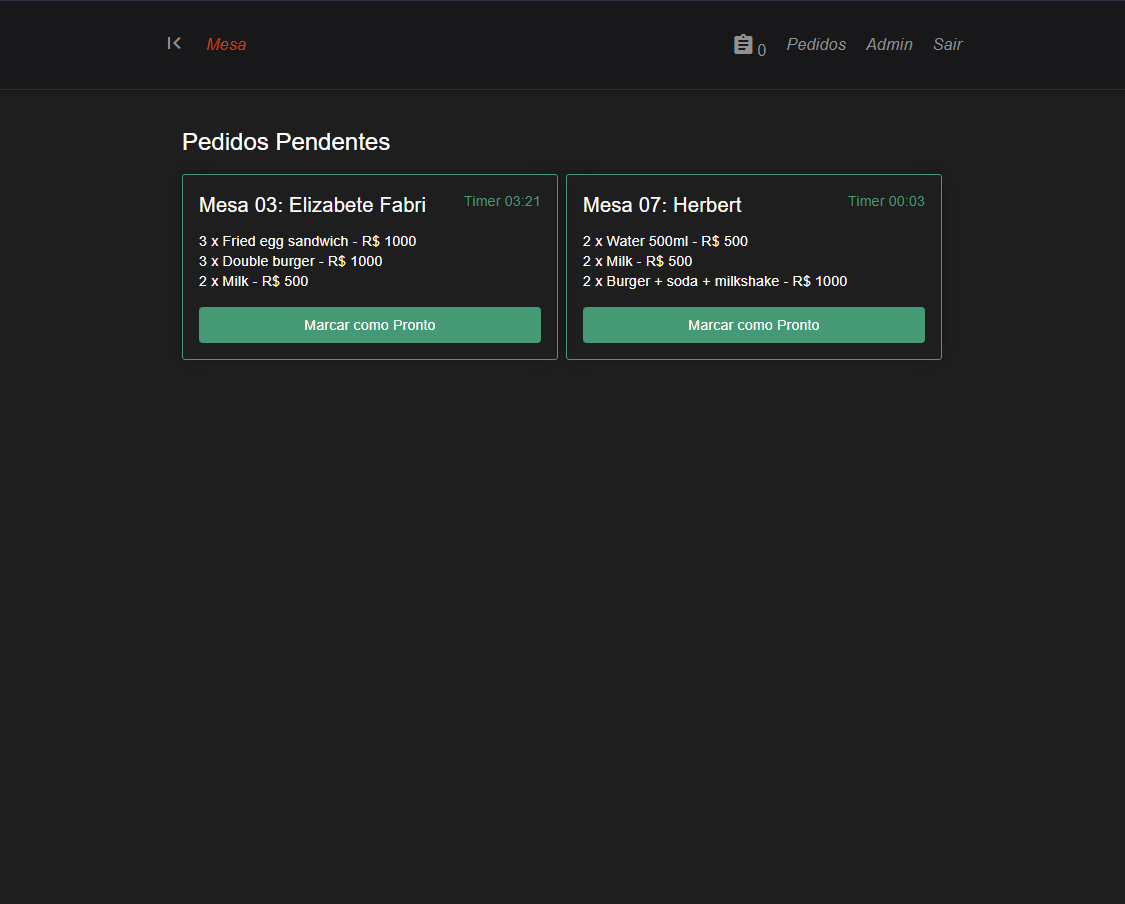 Mesa
0 Pedidos Admin Sair
Pedidos Pendentes
Mesa 03: Elizabete Fabri
Timer 03:21
3 x Fried egg sandwich - R$ 1000
3 x Double burger - R$ 1000
2 x Milk - R$ 500
Marcar como Pronto
Mesa 07: Herbert
Timer 00:03
2 x Water 500ml - R$ 500
2 x Milk - R$ 500
2 x Burger + soda + milkshake - R$ 1000
Marcar como Pronto